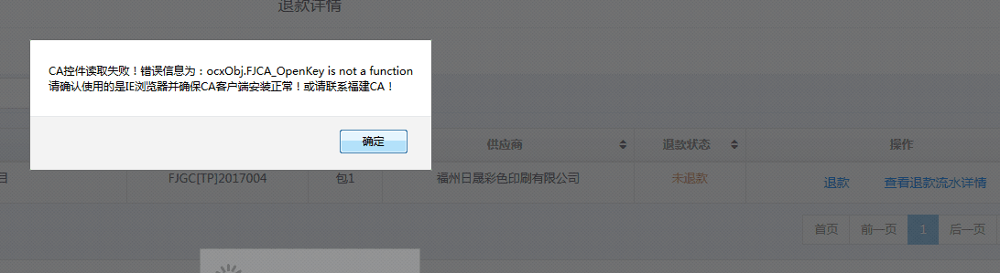 退款详情
CA控件读取失败！错误信息为：ocxObj.FJCA_OpenKey is not a function
请确认使用的是IE浏览器并确保CA客户端安装正常！或请联系福建CA！
确定
供应商 退款状态 操作
目 FJGC[TP]2017004 包1 福州日晟彩色印刷有限公司 未退款 退款 查看退款流水详情
首页 前一页 1 后一页